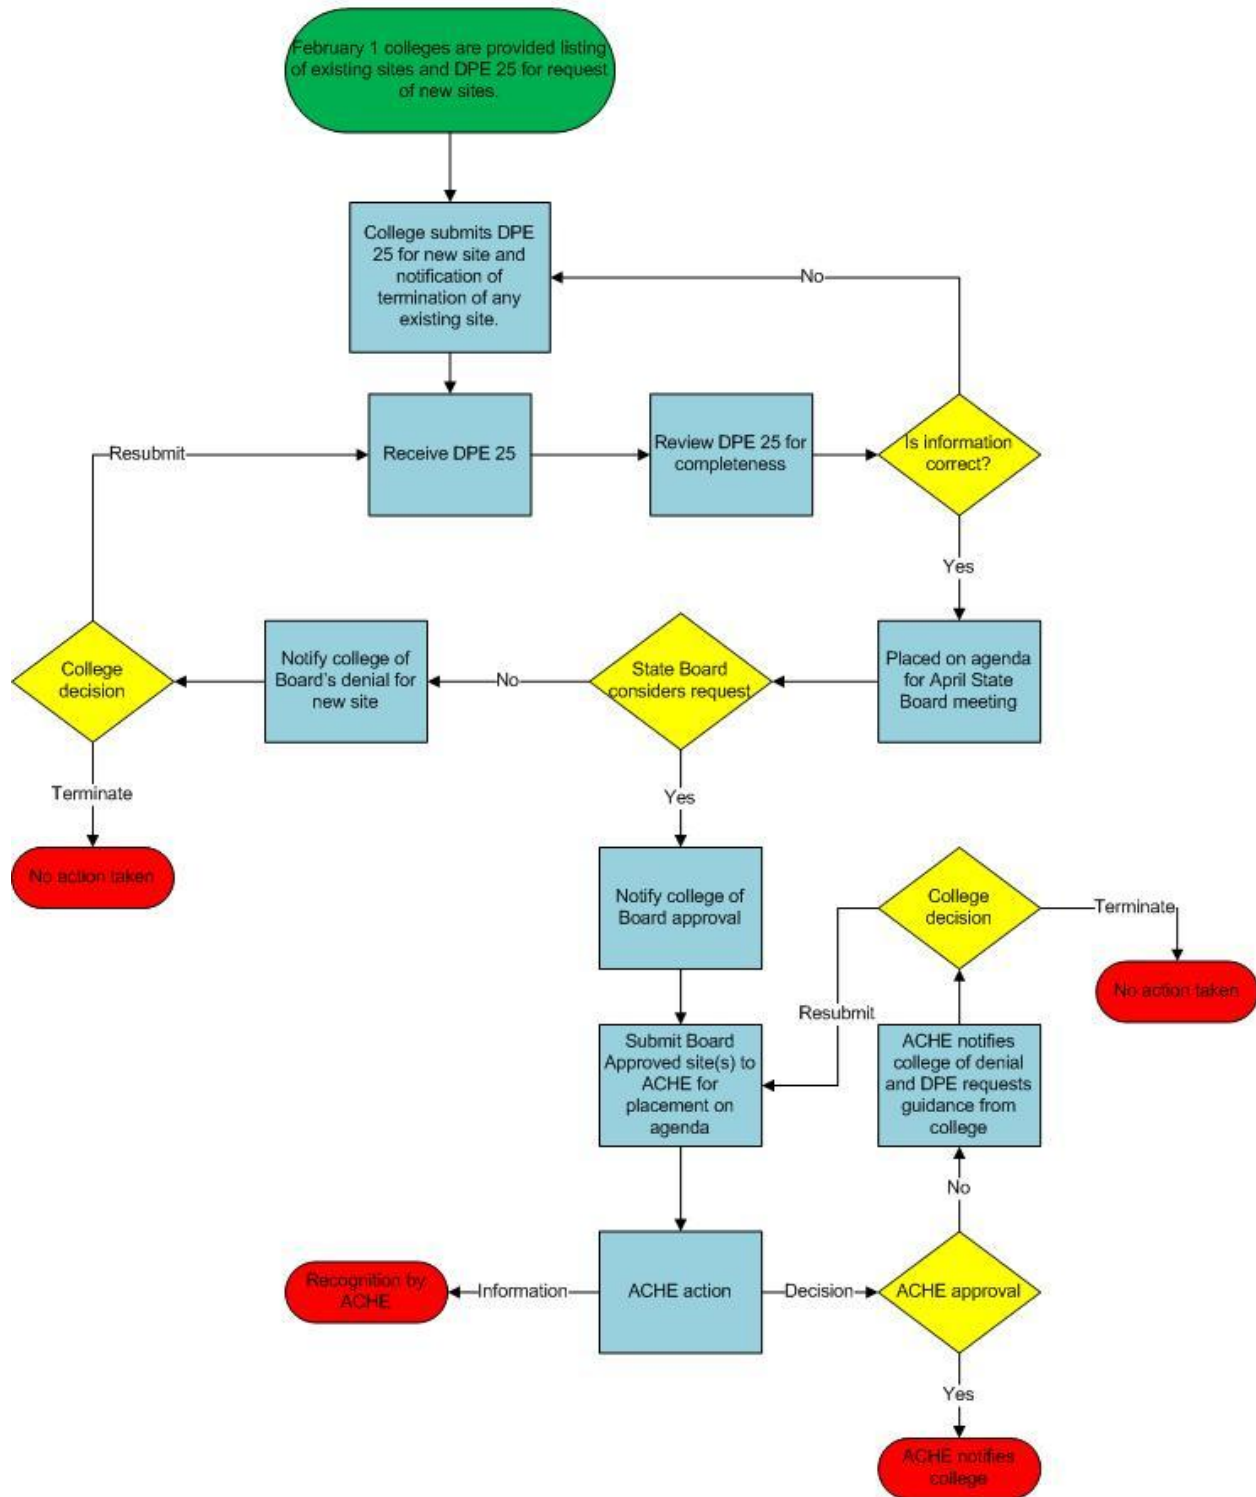 February 1 colleges are provided listing
of existing sites and DPE 25 for request
of new sites.
College submits DPE
25 for new site and
notification of
termination of any
existing site.
No
Resubmit
Receive DPE 25
Review DPE 25 for
completeness
Is information
correct?
Yes
College
decision
Notify college of
Board's denial for
new site
No
State Board
considers request
Placed on agenda
for April State
Board meeting
Terminate
Yes
No action taken
Notify college of
Board approval
College
decision
Terminate
No action taken
Resubmit
Submit Board
Approved site(s) to
ACHE for
placement on
agenda
ACHE notifies
college of denial
and DPE requests
guidance from
college
No
Recognition by
ACHE
Information
ACHE action
Decision
ACHE approval
Yes
ACHE notifies
college